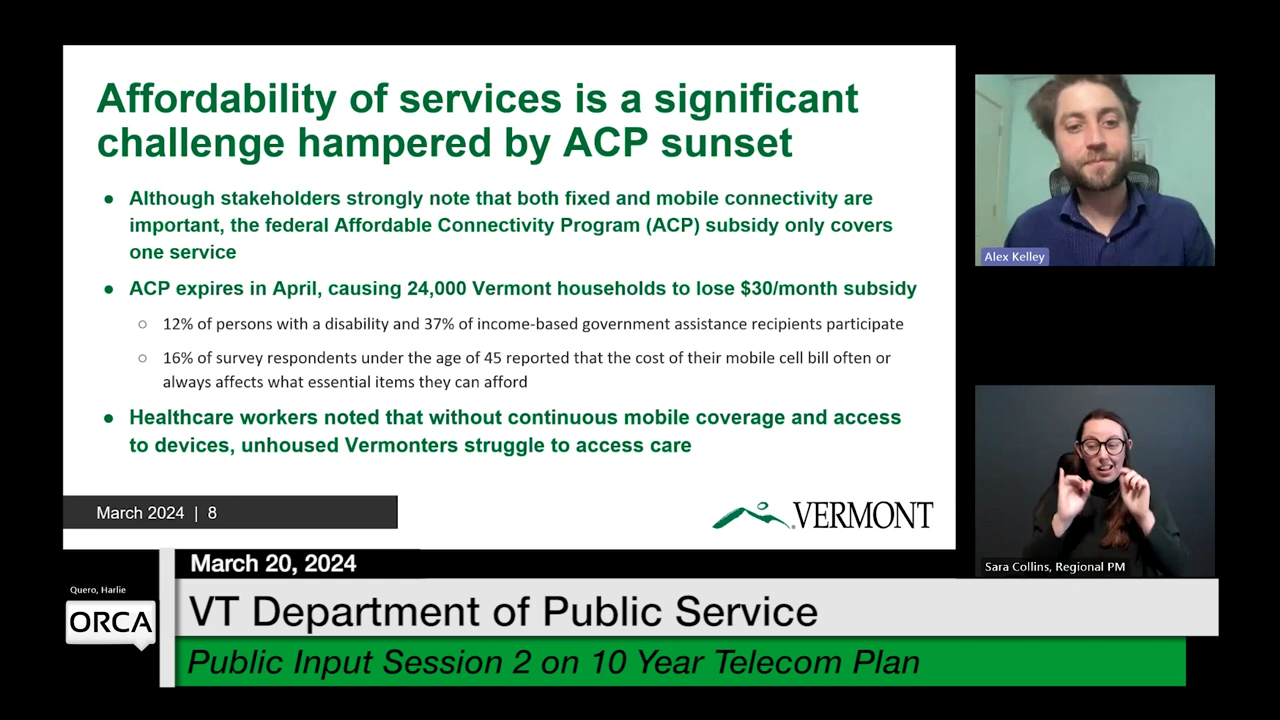 Affordability of services is a significant
challenge hampered by ACP sunset
● Although stakeholders strongly note that both fixed and mobile connectivity are
important, the federal Affordable Connectivity Program (ACP) subsidy only covers
one service
● ACP expires in April, causing 24,000 Vermont households to lose $30/month subsidy
○ 12% of persons with a disability and 37% of income-based government assistance recipients participate
○ 16% of survey respondents under the age of 45 reported that the cost of their mobile cell bill often or
always affects what essential items they can afford
● Healthcare workers noted that without continuous mobile coverage and access
to devices, unhoused Vermonters struggle to access care
March 2024 | 8
VERMONT
Alex Kelley
Sara Collins, Regional PM
March 20, 2024
Quero, Harlie
ORCA
VT Department of Public Service
Public Input Session 2 on 10 Year Telecom Plan